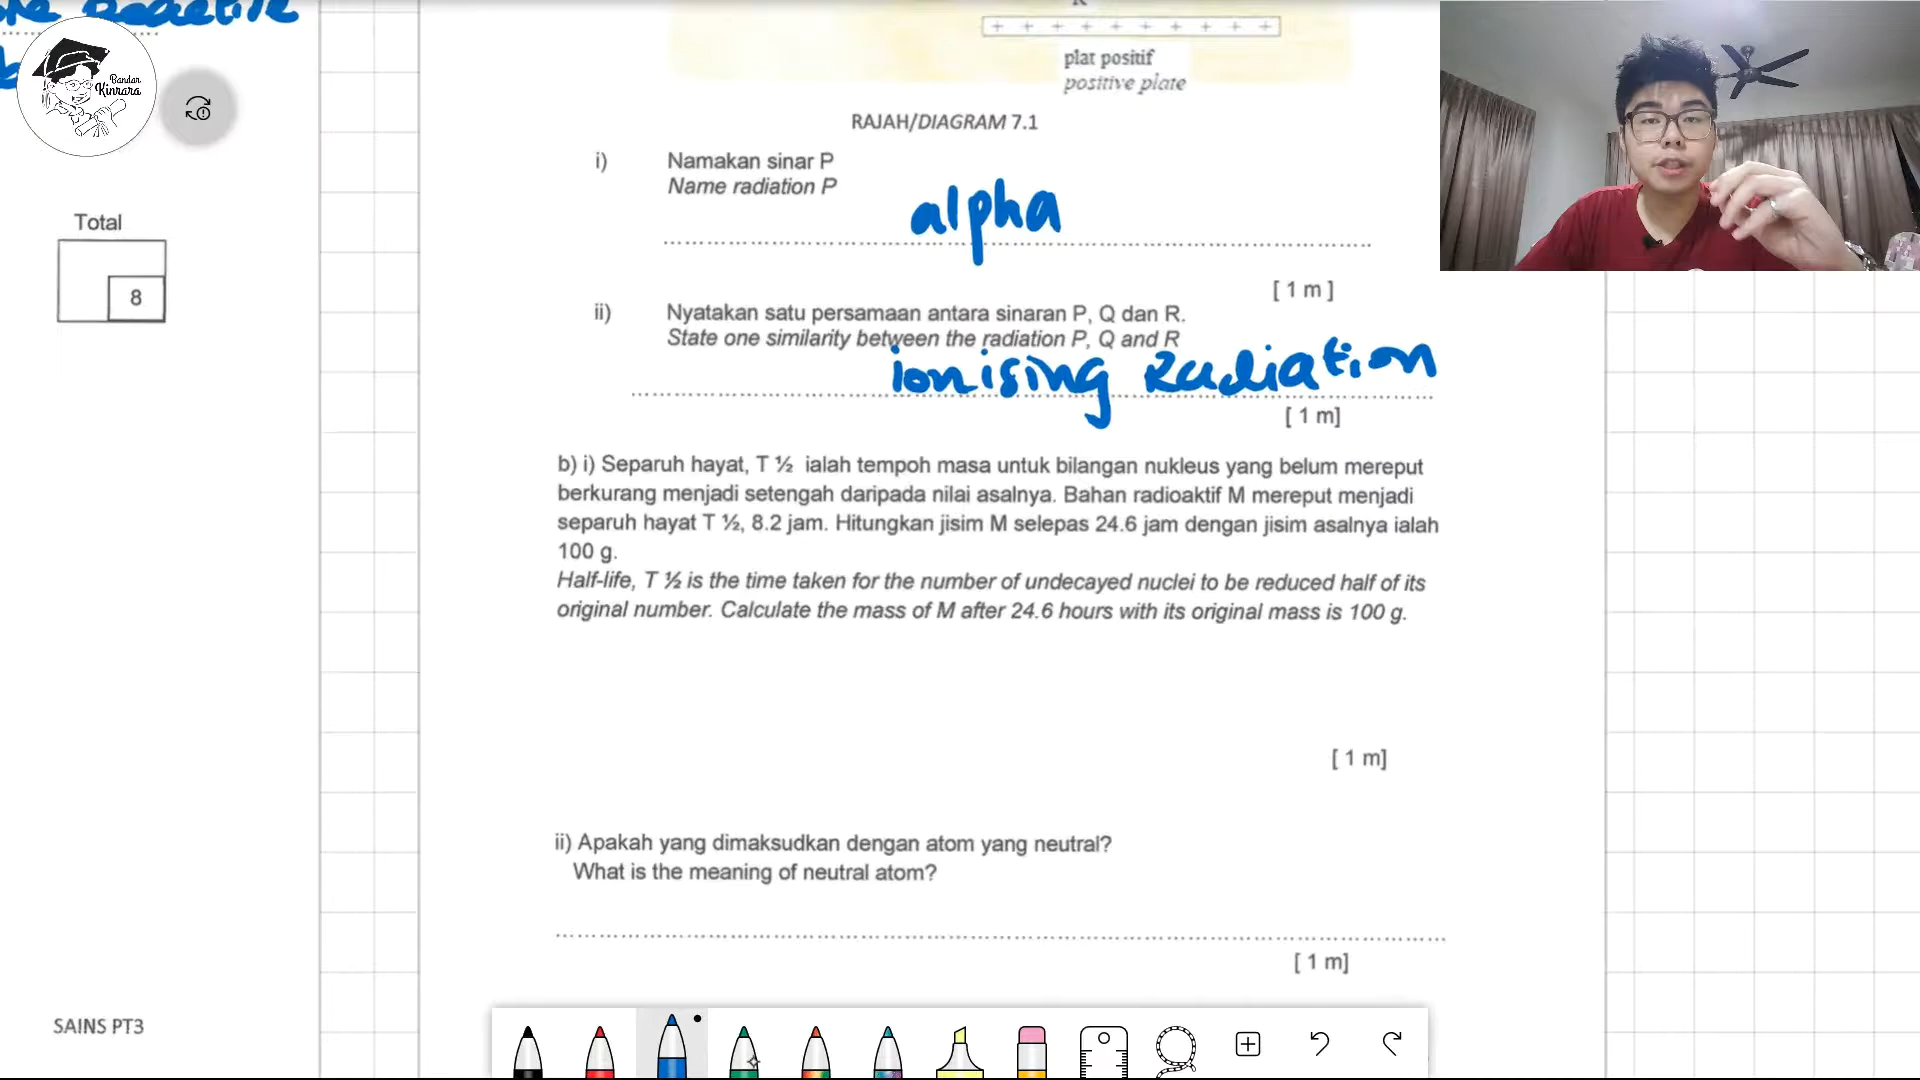 Bandar
Kinrara
+ + + + + + + + + +
plat positif
positive plate
RAJAH/DIAGRAM 7.1
i) Namakan sinar P
Name radiation P
alpha
[ 1 m ]
Total
8
ii) Nyatakan satu persamaan antara sinaran P, Q dan R.
State one similarity between the radiation P, Q and R
ionising radiation
[ 1 m]
b) i) Separuh hayat, T ½ ialah tempoh masa untuk bilangan nukleus yang belum mereput
berkurang menjadi setengah daripada nilai asalnya. Bahan radioaktif M mereput menjadi
separuh hayat T ½, 8.2 jam. Hitungkan jisim M selepas 24.6 jam dengan jisim asalnya ialah
100 g.
Half-life, T ½ is the time taken for the number of undecayed nuclei to be reduced half of its
original number. Calculate the mass of M after 24.6 hours with its original mass is 100 g.
[ 1 m]
ii) Apakah yang dimaksudkan dengan atom yang neutral?
What is the meaning of neutral atom?
[ 1 m]
SAINS PT3